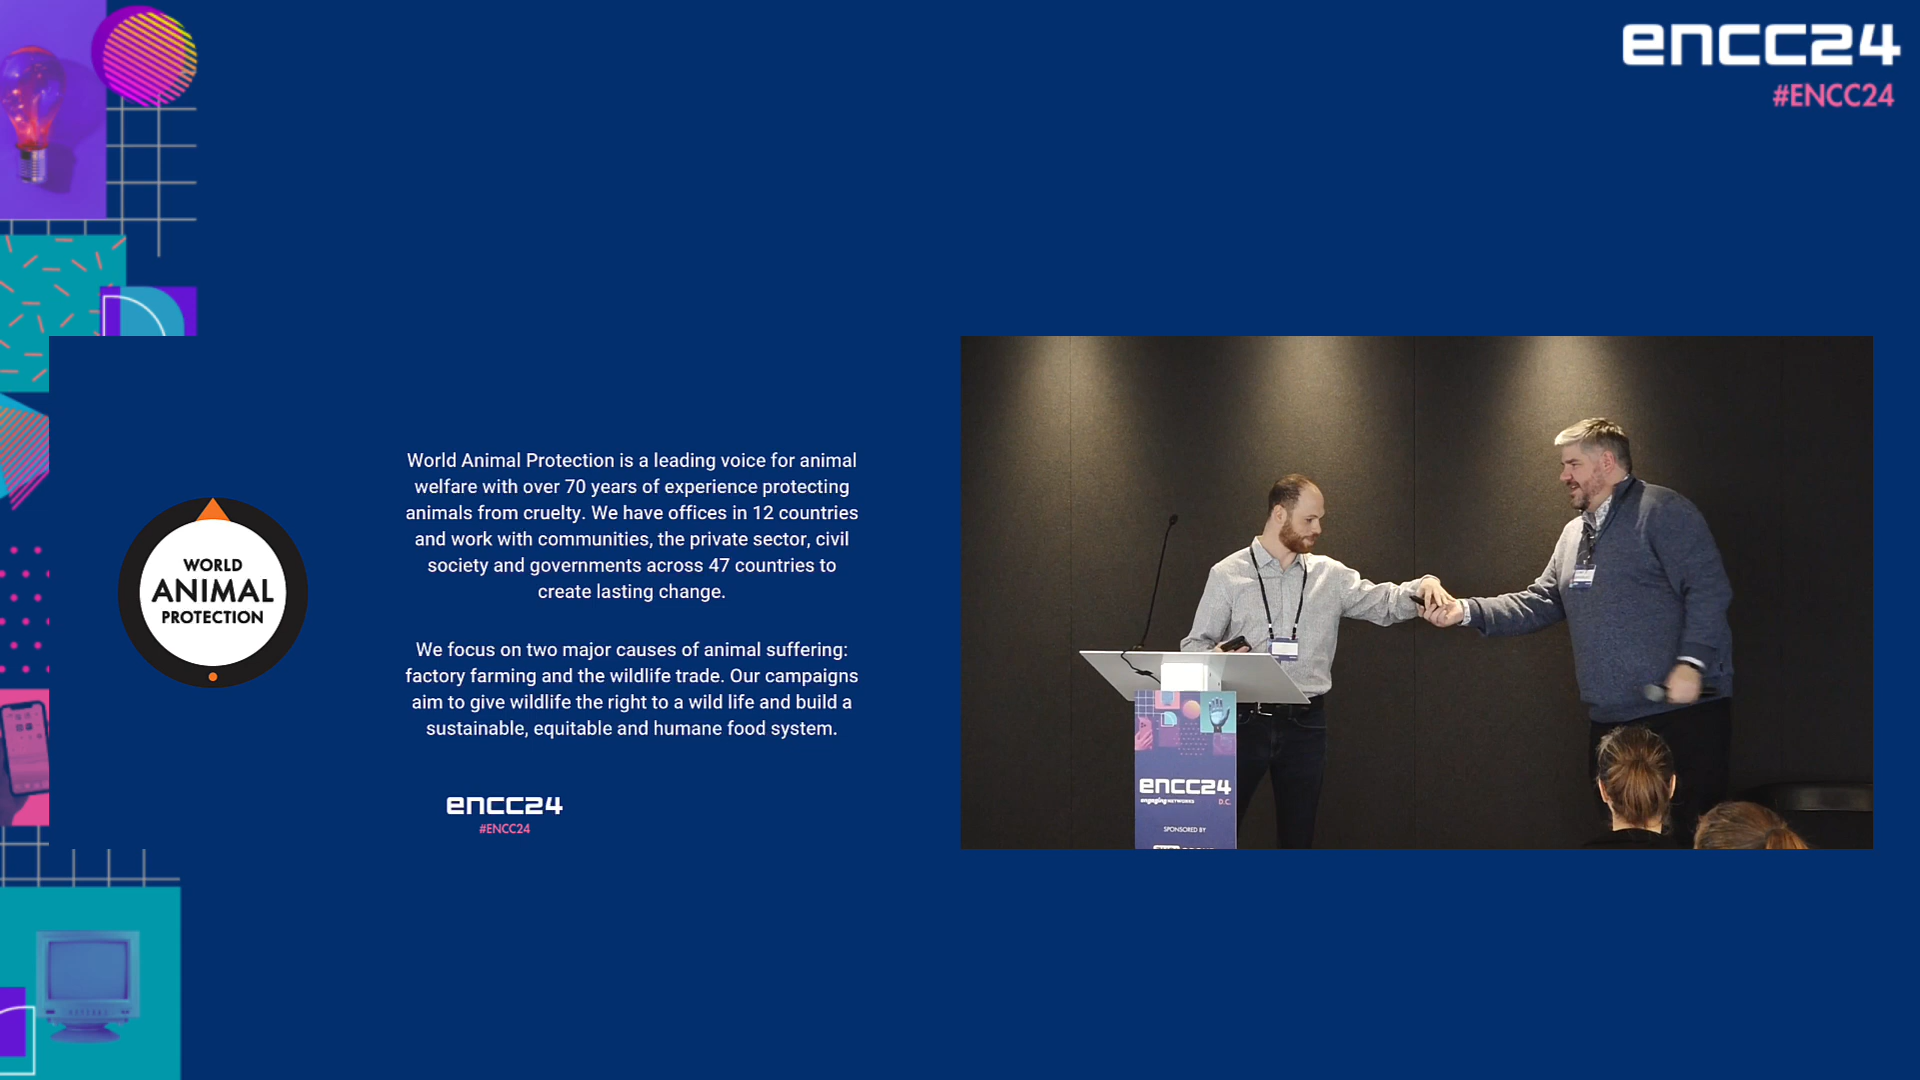 encc24
#ENCC24
WORLD
ANIMAL
PROTECTION
World Animal Protection is a leading voice for animal
welfare with over 70 years of experience protecting
animals from cruelty. We have offices in 12 countries
and work with communities, the private sector, civil
society and governments across 47 countries to
create lasting change.
We focus on two major causes of animal suffering:
factory farming and the wildlife trade. Our campaigns
aim to give wildlife the right to a wild life and build a
sustainable, equitable and humane food system.
encc24
#ENCC24
encc24
engaging NETWORKS D.C.
SPONSORED BY